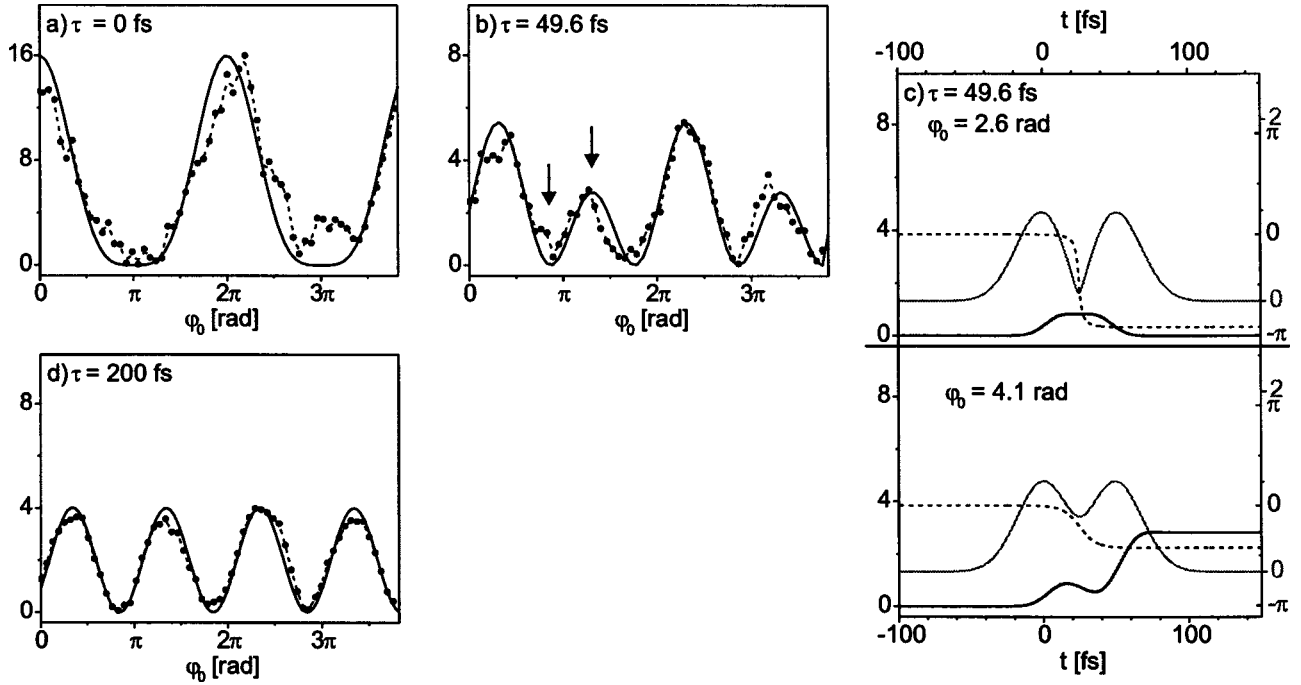 a) τ = 0 fs
16
8
0
0 π 2π 3π
φ₀ [rad]
b) τ = 49.6 fs
8
4
0
0 π 2π 3π
φ₀ [rad]
t [fs]
-100 0 100
c) τ = 49.6 fs
φ₀ = 2.6 rad
8
4
0
2
π
0
0
-π
φ₀ = 4.1 rad
8
4
0
2
π
0
0
-π
-100 0 100
t [fs]
d) τ = 200 fs
8
4
0
0 π 2π 3π
φ₀ [rad]